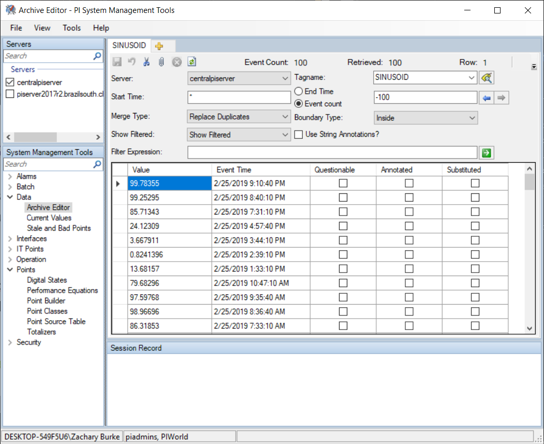 Archive Editor - PI System Management Tools
File View Tools Help
Servers
Search
Servers
centralpiserver
piserver2017r2.brazilsouth.cl
System Management Tools
Search
Alarms
Batch
Data
Archive Editor
Current Values
Stale and Bad Points
Interfaces
IT Points
Operation
Points
Digital States
Performance Equations
Point Builder
Point Classes
Point Source Table
Totalizers
Security
SINUSOID
Event Count: 100 Retrieved: 100 Row: 1
Server: centralpiserver Tagname: SINUSOID
Start Time: * End Time
Event count -100
Merge Type: Replace Duplicates Boundary Type: Inside
Show Filtered: Show Filtered Use String Annotations?
Filter Expression:
Value Event Time Questionable Annotated Substituted
99.78355 2/25/2019 9:10:40 PM
99.25295 2/25/2019 8:40:10 PM
85.71343 2/25/2019 7:31:10 PM
24.12309 2/25/2019 4:57:40 PM
3.667911 2/25/2019 3:44:10 PM
0.8241396 2/25/2019 2:39:10 PM
13.68157 2/25/2019 1:33:10 PM
79.68296 2/25/2019 10:47:10 AM
97.59768 2/25/2019 9:35:40 AM
98.96696 2/25/2019 8:36:40 AM
86.31853 2/25/2019 7:33:10 AM
Session Record
DESKTOP-549F5U6\Zachary Burke piadmins, PIWorld